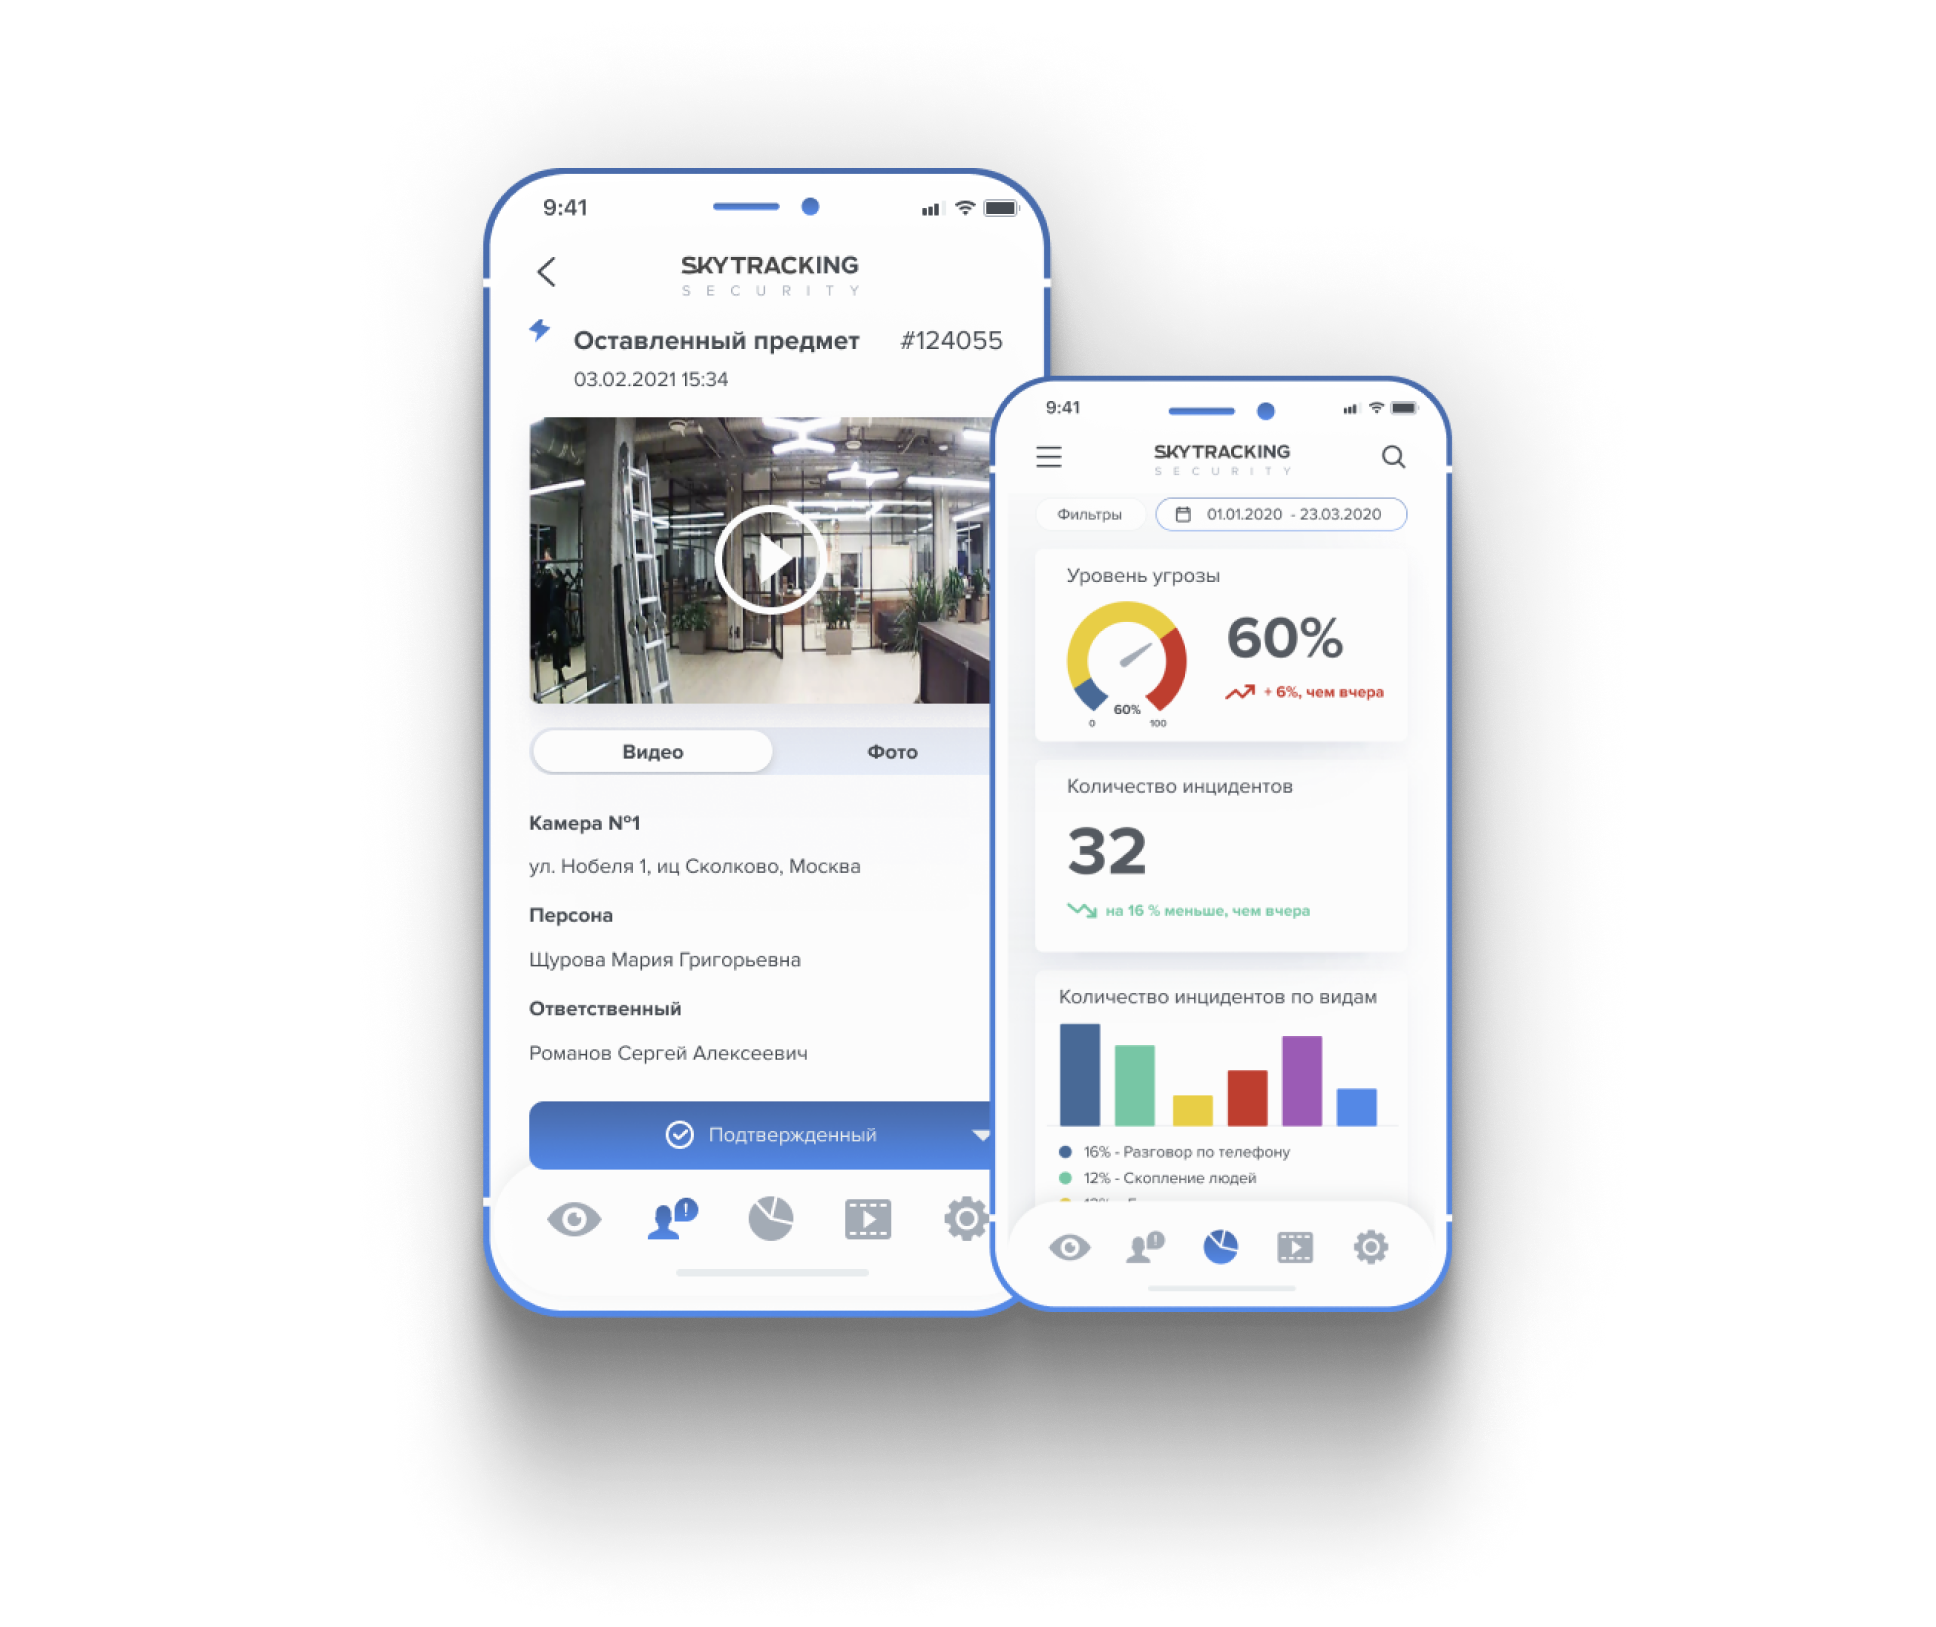 9:41
SKYTRACKING
SECURITY
Оставленный предмет #124055
03.02.2021 15:34
Видео Фото
Камера №1
ул. Нобеля 1, иц Сколково, Москва
Персона
Щурова Мария Григорьевна
Ответственный
Романов Сергей Алексеевич
Подтвержденный
9:41
SKYTRACKING
SECURITY
Фильтры 01.01.2020 - 23.03.2020
Уровень угрозы
60%
+ 6%, чем вчера
60%
0 100
Количество инцидентов
32
на 16 % меньше, чем вчера
Количество инцидентов по видам
16% - Разговор по телефону
12% - Скопление людей